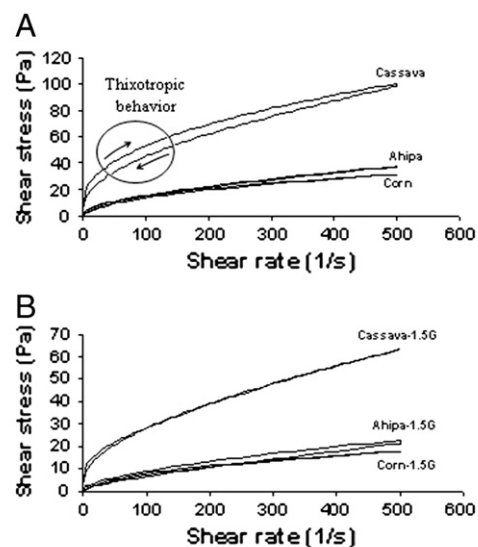 A
Shear stress (Pa)
120
100
80
60
40
20
0
Thixotropic
behavior
Cassava
Ahipa
Corn
0
100
200
300
400
500
600
Shear rate (1/s)
B
Shear stress (Pa)
70
60
50
40
30
20
10
0
Cassava-1.5G
Ahipa-1.5G
Corn-1.5G
0
100
200
300
400
500
600
Shear rate (1/s)